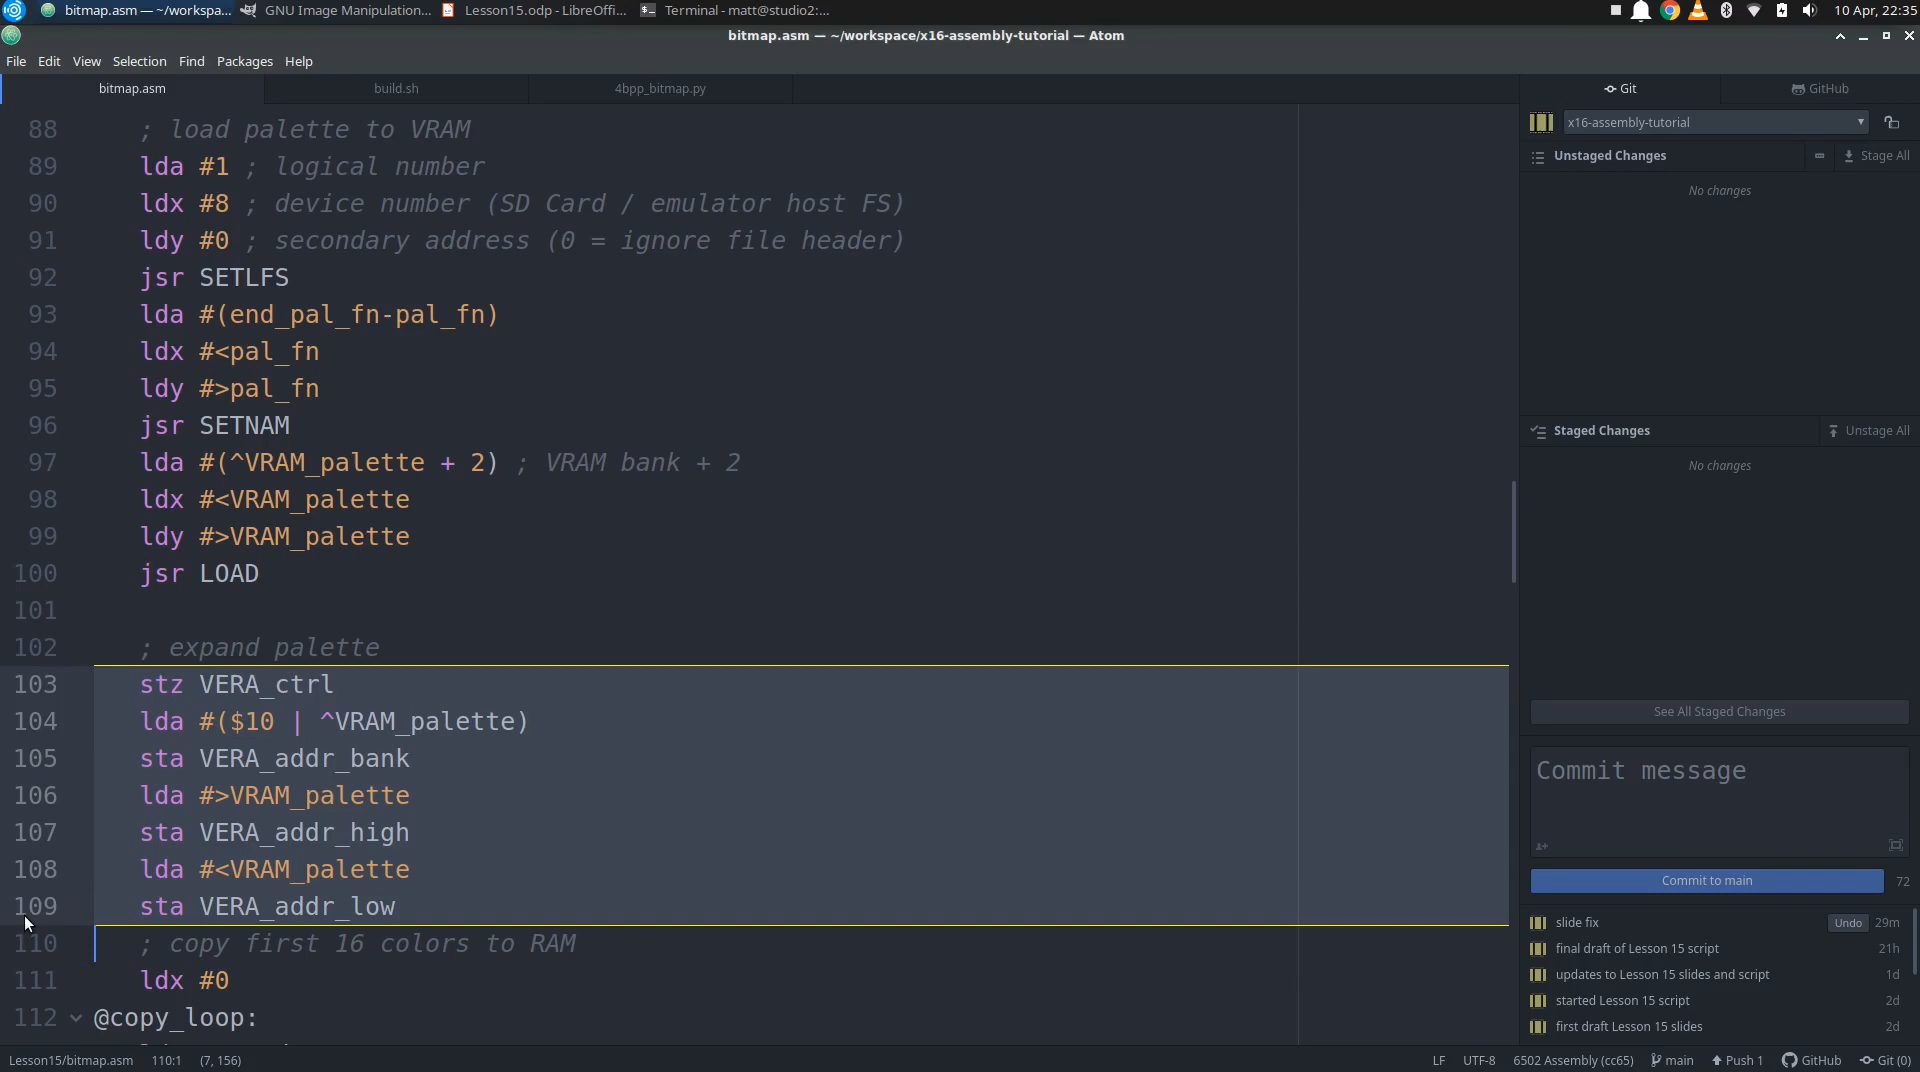 bitmap.asm — ~/workspa...
GNU Image Manipulation...
Lesson15.odp - LibreOffi...
Terminal - matt@studio2:...
10 Apr, 22:35
bitmap.asm — ~/workspace/x16-assembly-tutorial — Atom
File Edit View Selection Find Packages Help
bitmap.asm
build.sh
4bpp_bitmap.py
88 ; load palette to VRAM
89 lda #1 ; logical number
90 ldx #8 ; device number (SD Card / emulator host FS)
91 ldy #0 ; secondary address (0 = ignore file header)
92 jsr SETLFS
93 lda #(end_pal_fn-pal_fn)
94 ldx #<pal_fn
95 ldy #>pal_fn
96 jsr SETNAM
97 lda #(^VRAM_palette + 2) ; VRAM bank + 2
98 ldx #<VRAM_palette
99 ldy #>VRAM_palette
100 jsr LOAD
101
102 ; expand palette
103 stz VERA_ctrl
104 lda #($10 | ^VRAM_palette)
105 sta VERA_addr_bank
106 lda #>VRAM_palette
107 sta VERA_addr_high
108 lda #<VRAM_palette
109 sta VERA_addr_low
110 ; copy first 16 colors to RAM
111 ldx #0
112 @copy_loop:
Git
GitHub
x16-assembly-tutorial
Unstaged Changes
Stage All
No changes
Staged Changes
Unstage All
No changes
See All Staged Changes
Commit message
Commit to main
72
slide fix Undo 29m
final draft of Lesson 15 script 21h
updates to Lesson 15 slides and script 1d
started Lesson 15 script 2d
first draft Lesson 15 slides 2d
Lesson15/bitmap.asm 110:1 (7, 156)
LF UTF-8 6502 Assembly (cc65) main Push 1 GitHub Git (0)